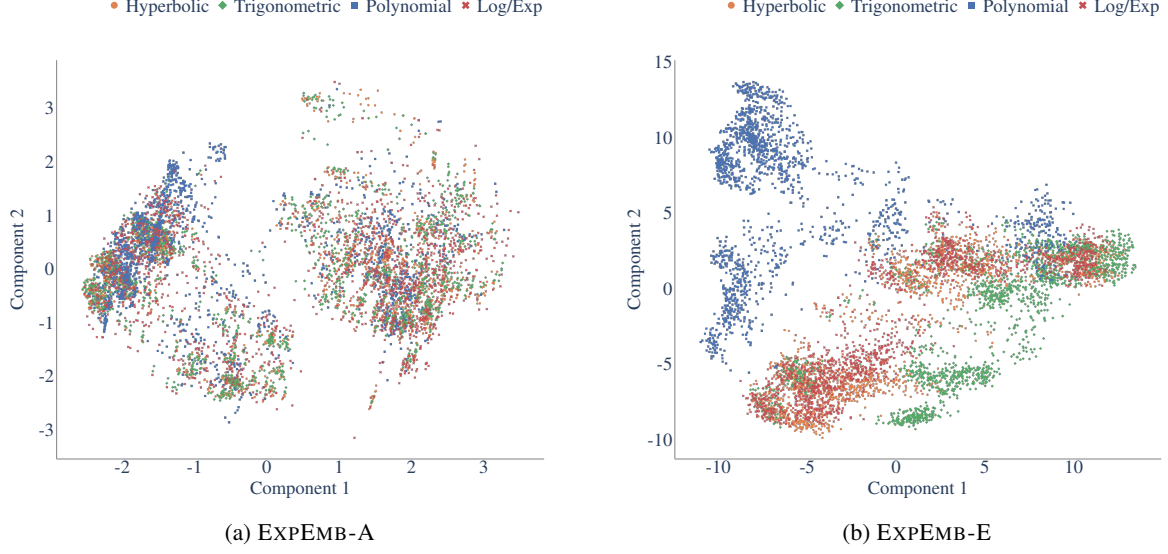 Hyperbolic Trigonometric Polynomial Log/Exp
3
2
1
0
-1
-2
-3
Component 2
-2 -1 0 1 2 3
Component 1
(a) EXPEMB-A
Hyperbolic Trigonometric Polynomial Log/Exp
15
10
5
0
-5
-10
Component 2
-10 -5 0 5 10
Component 1
(b) EXPEMB-E